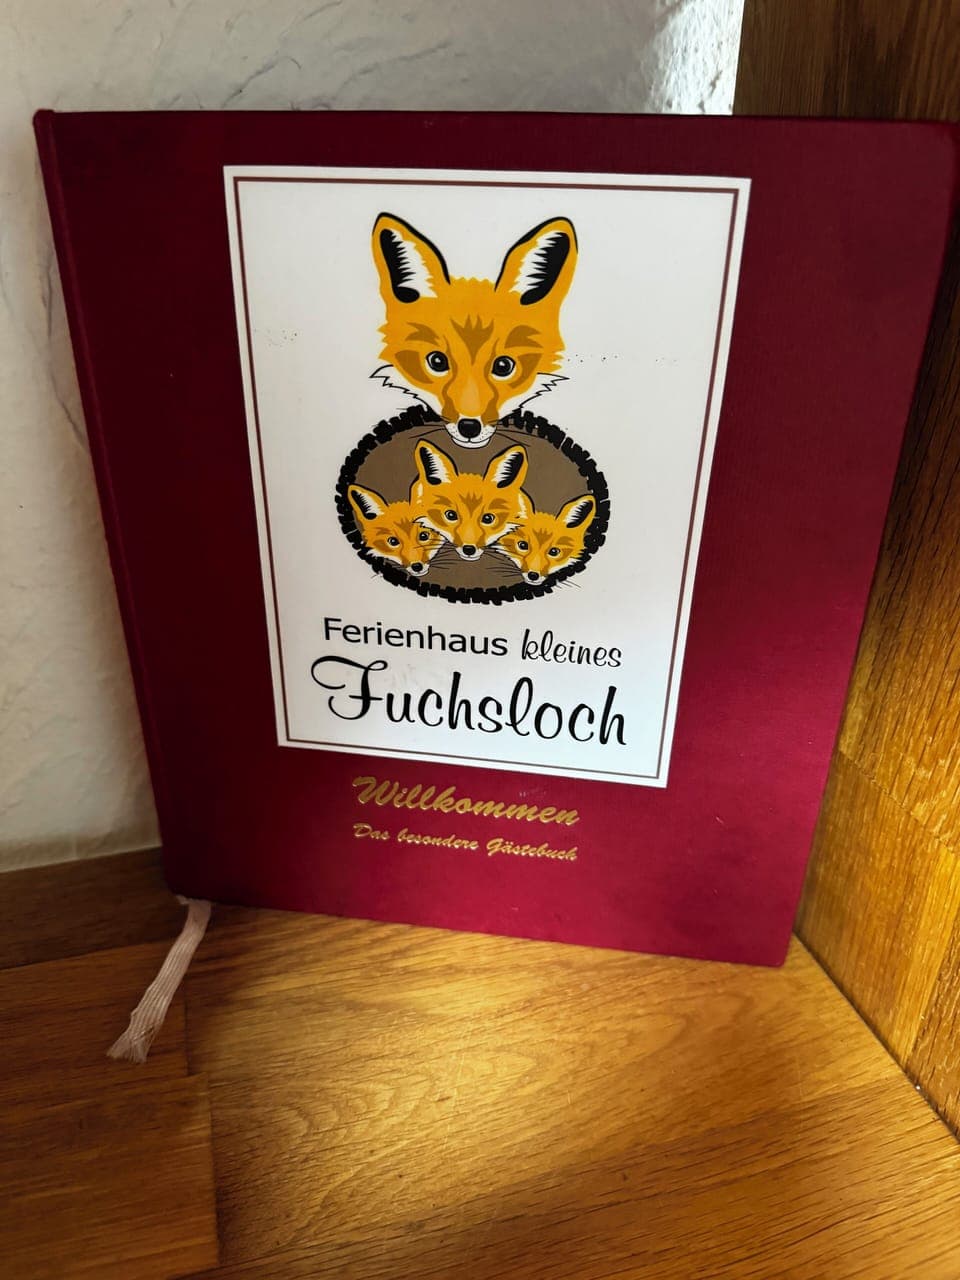 Ferienhaus kleines
Fuchsloch
Willkommen
Das besondere Gästebuch